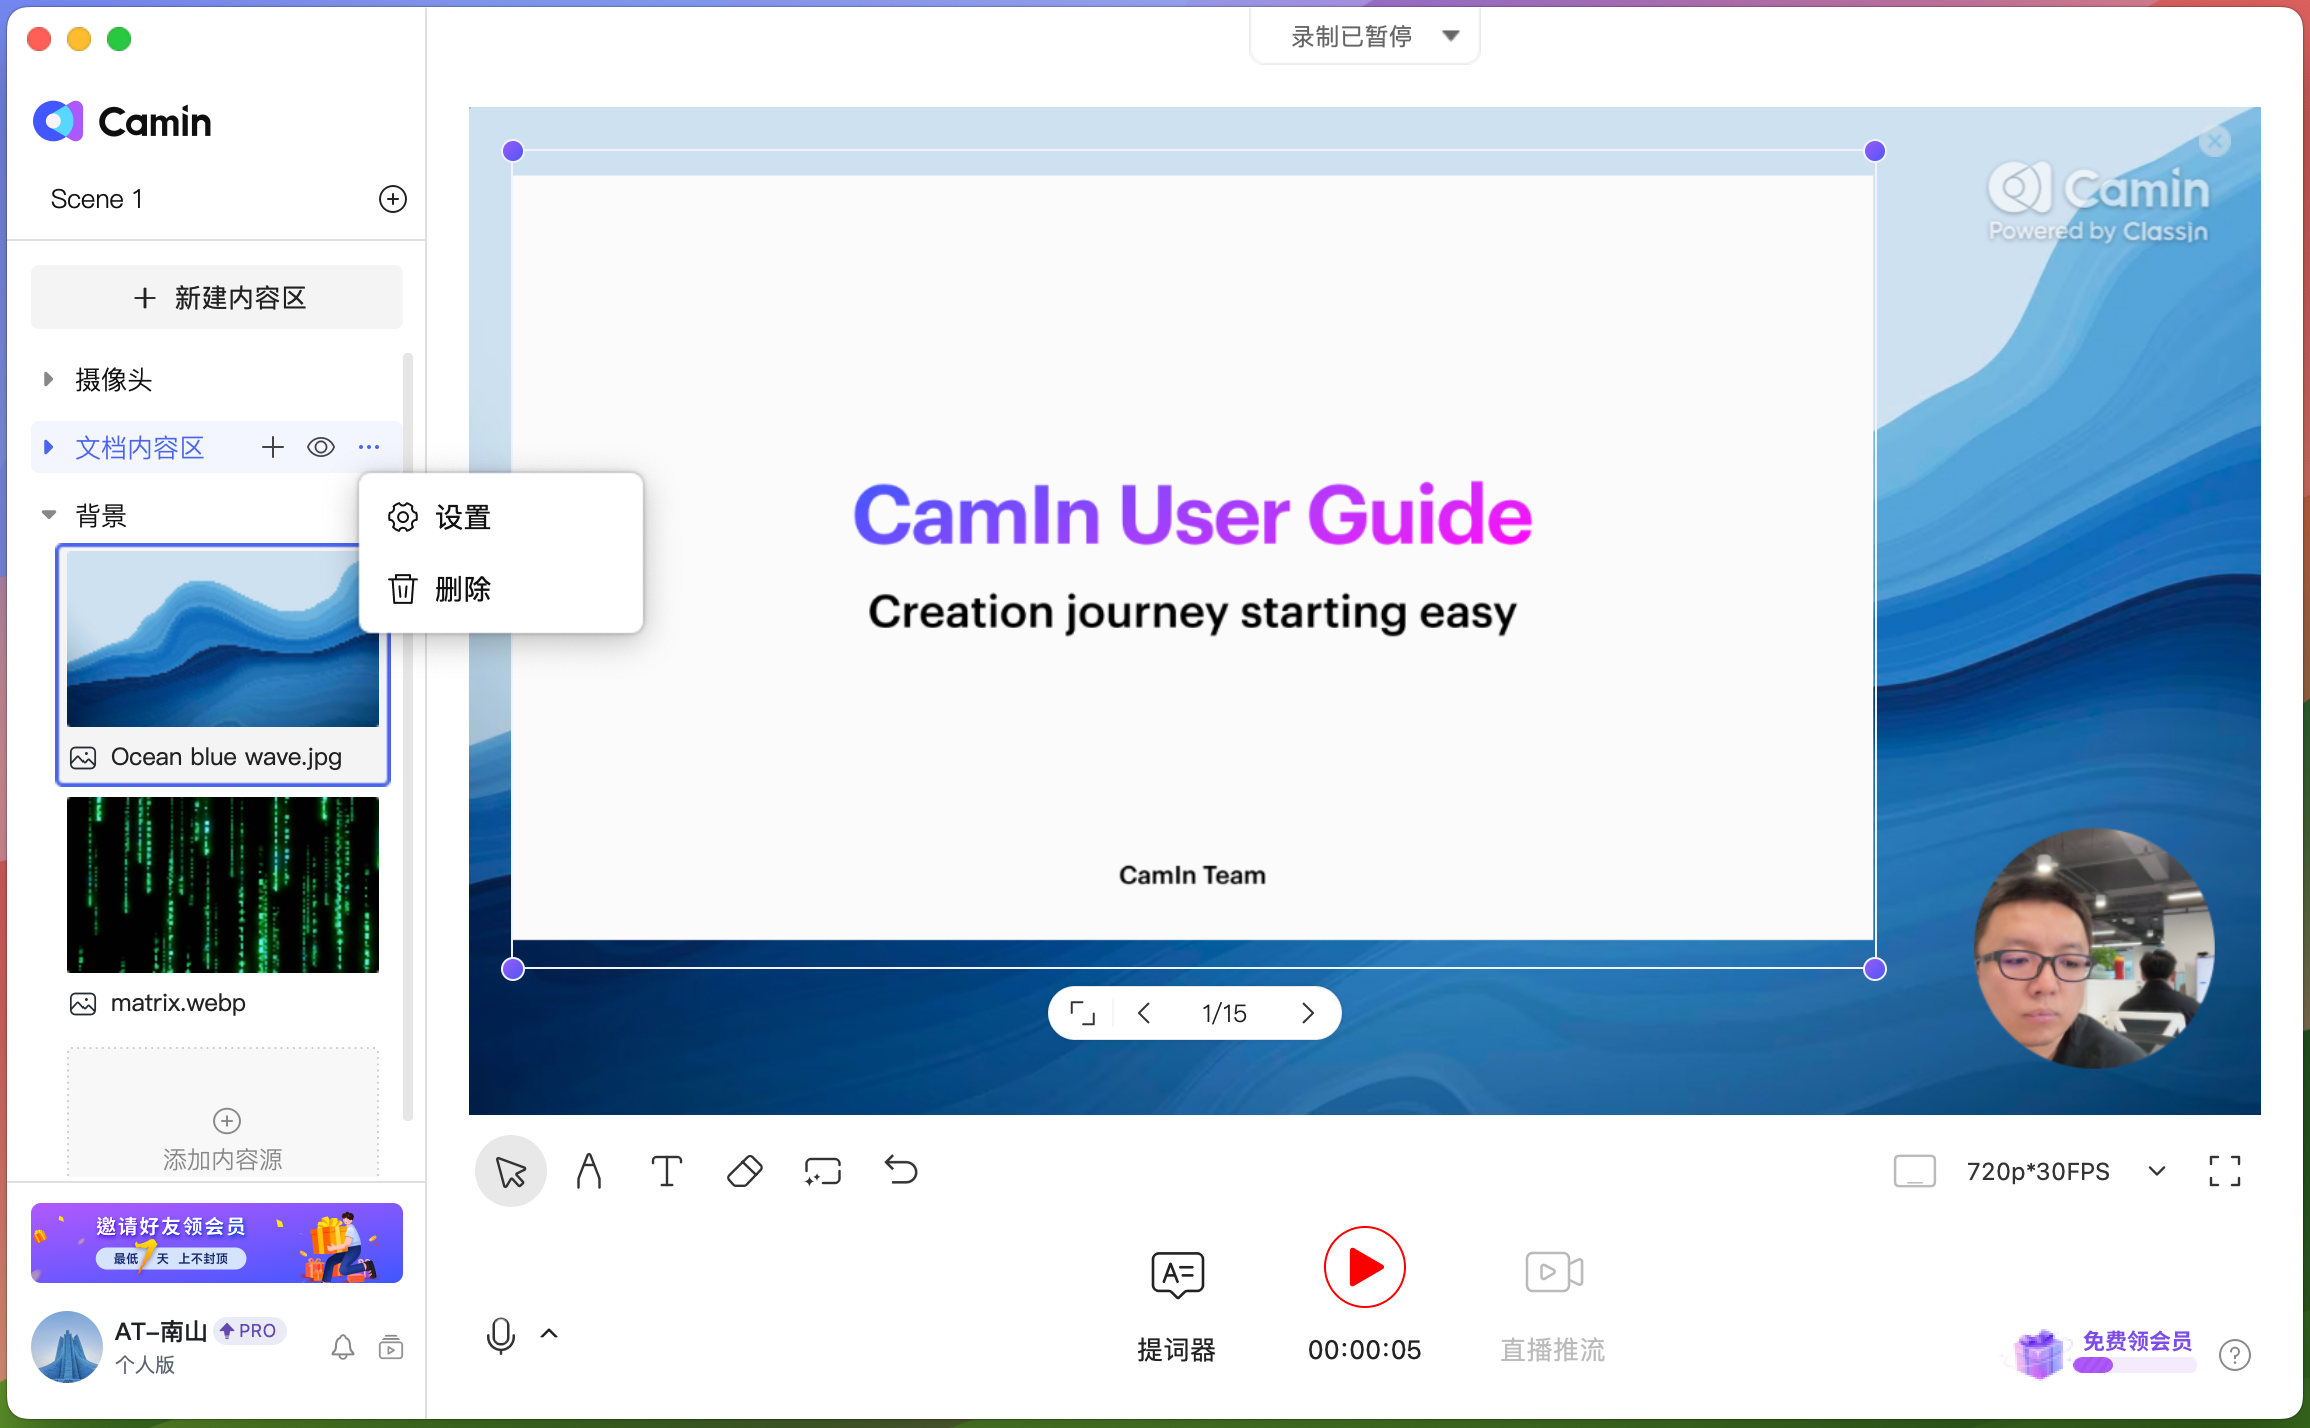 录制已暂停
Camin
Scene 1
新建内容区
摄像头
文档内容区
设置
删除
背景
Ocean blue wave.jpg
matrix.webp
添加内容源
邀请好友领会员
最低7天 上不封顶
AT-南山 PRO
个人版
Camin
Powered by ClassIn
CamIn User Guide
Creation journey starting easy
CamIn Team
1/15
720p*30FPS
A=
提词器
00:00:05
直播推流
免费领会员